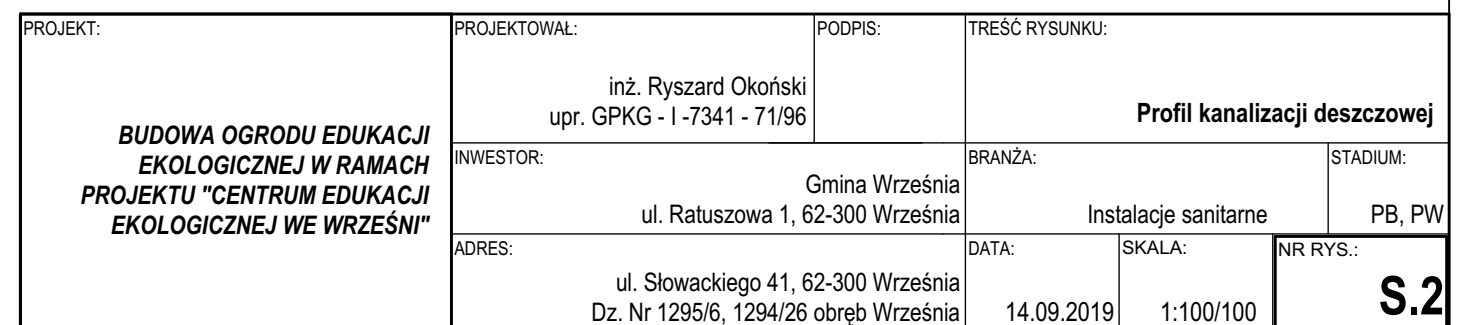 PROJEKT:
BUDOWA OGRODU EDUKACJI
EKOLOGICZNEJ W RAMACH
PROJEKTU "CENTRUM EDUKACJI
EKOLOGICZNEJ WE WRZEŚNI"
PROJEKTOWAŁ:
inż. Ryszard Okoński
upr. GPKG - I -7341 - 71/96
PODPIS:
TREŚĆ RYSUNKU:
Profil kanalizacji deszczowej
INWESTOR:
Gmina Września
ul. Ratuszowa 1, 62-300 Września
BRANŻA:
Instalacje sanitarne
STADIUM:
PB, PW
ADRES:
ul. Słowackiego 41, 62-300 Września
Dz. Nr 1295/6, 1294/26 obręb Września
DATA:
14.09.2019
SKALA:
1:100/100
NR RYS.:
S.2